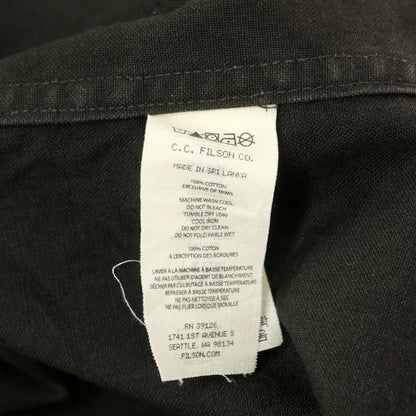 C.C. FILSON CO.
MADE IN SRI LANKA
100% COTTON
EXCLUSIVE OF TRIMS
MACHINE WASH COOL
DO NOT BLEACH
TUMBLE DRY LOW
COOL IRON
DO NOT DRY CLEAN
DO NOT FOLD WHILE WET
100% COTON
A L'EXCEPTION DES BORDURES
LAVER A LA MACHINE À BASSE TEMPÉRATURE
NE PAS UTILISER D'AGENT DE BLANCHIMENT
SÉCHER PAR CULBUTAGE À BASSE TEMPÉRATURE
REPASSER À BASSE TEMPÉRATURE
NE PAS NETTOYER À SEC
NE PAS PLIER LORSQUE MOUILLÉ
RN 39126
1741 1ST AVENUE S
SEATTLE, WA 98134
FILSON.COM